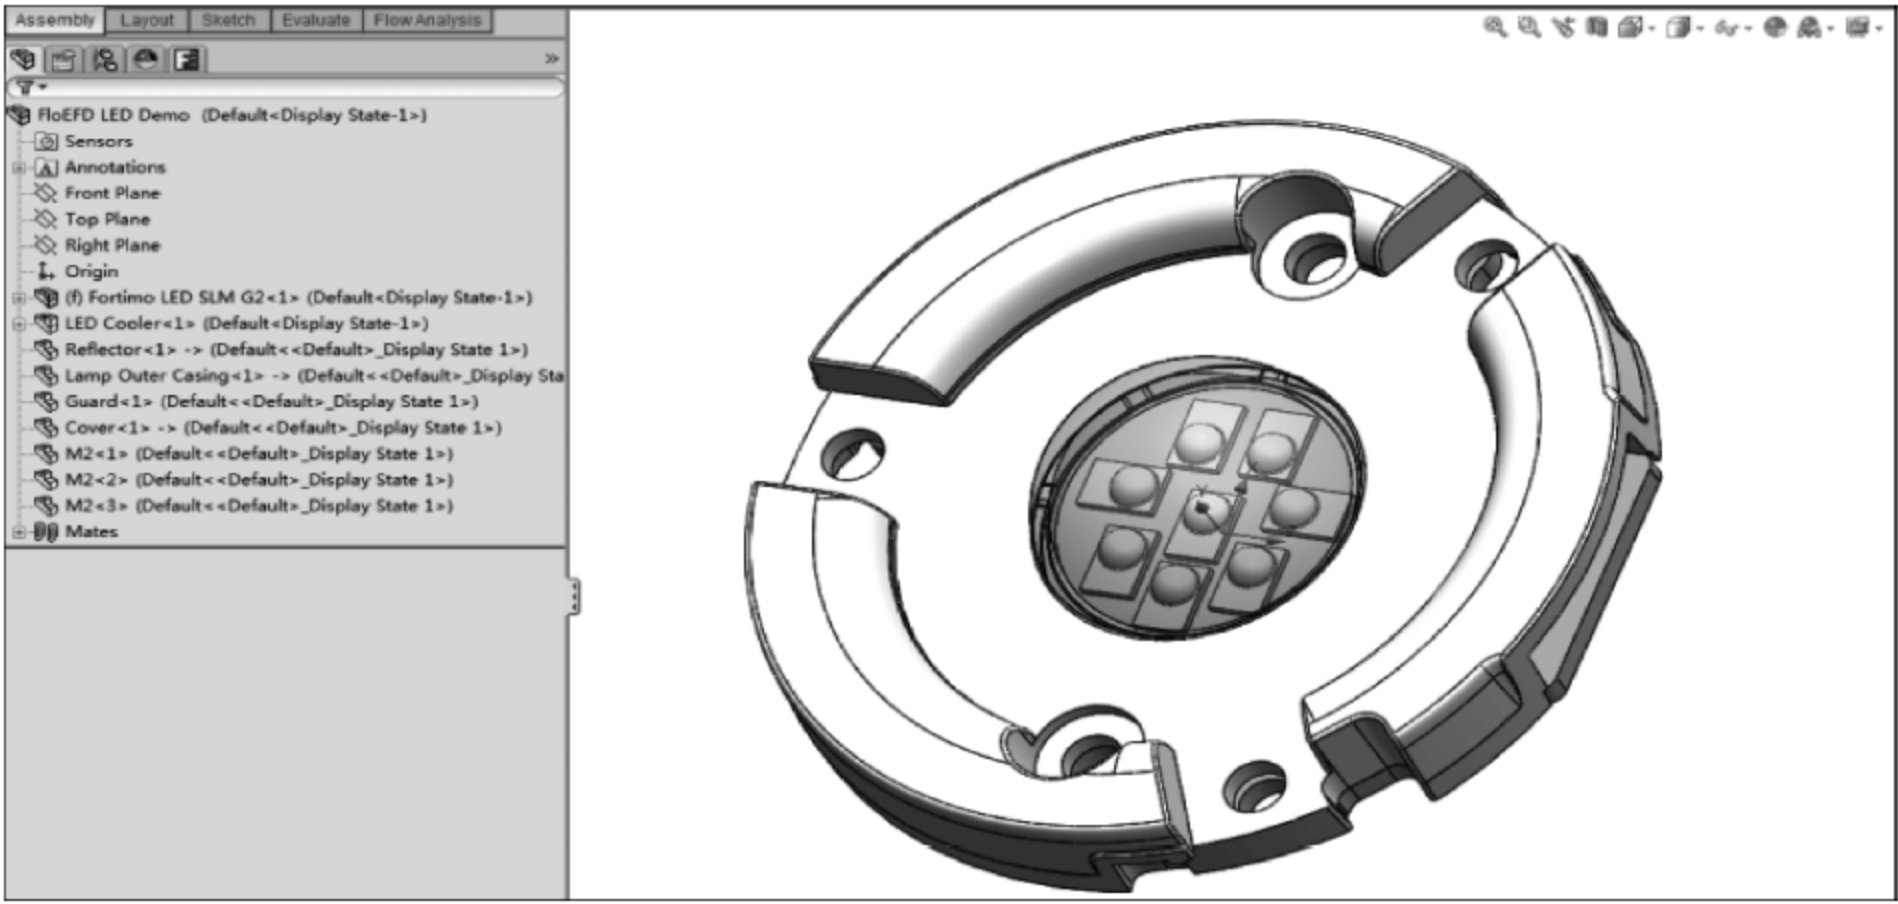 Assembly Layout Sketch Evaluate Flow Analysis
FloEFD LED Demo (Default<Display State-1>)
Sensors
Annotations
Front Plane
Top Plane
Right Plane
Origin
(f) Fortimo LED SLM G2<1> (Default<Display State-1>)
LED Cooler<1> (Default<Display State-1>)
Reflector<1> -> (Default<<Default>_Display State 1>)
Lamp Outer Casing<1> -> (Default<<Default>_Display Sta
Guard<1> (Default<<Default>_Display State 1>)
Cover<1> -> (Default<<Default>_Display State 1>)
M2<1> (Default<<Default>_Display State 1>)
M2<2> (Default<<Default>_Display State 1>)
M2<3> (Default<<Default>_Display State 1>)
Mates